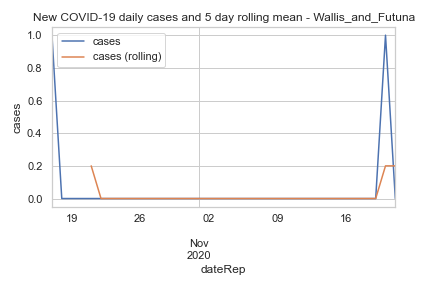 New COVID-19 daily cases and 5 day rolling mean - Wallis_and_Futuna
cases
cases (rolling)
cases
1.0
0.8
0.6
0.4
0.2
0.0
19 26 02 09 16
Nov
2020
dateRep